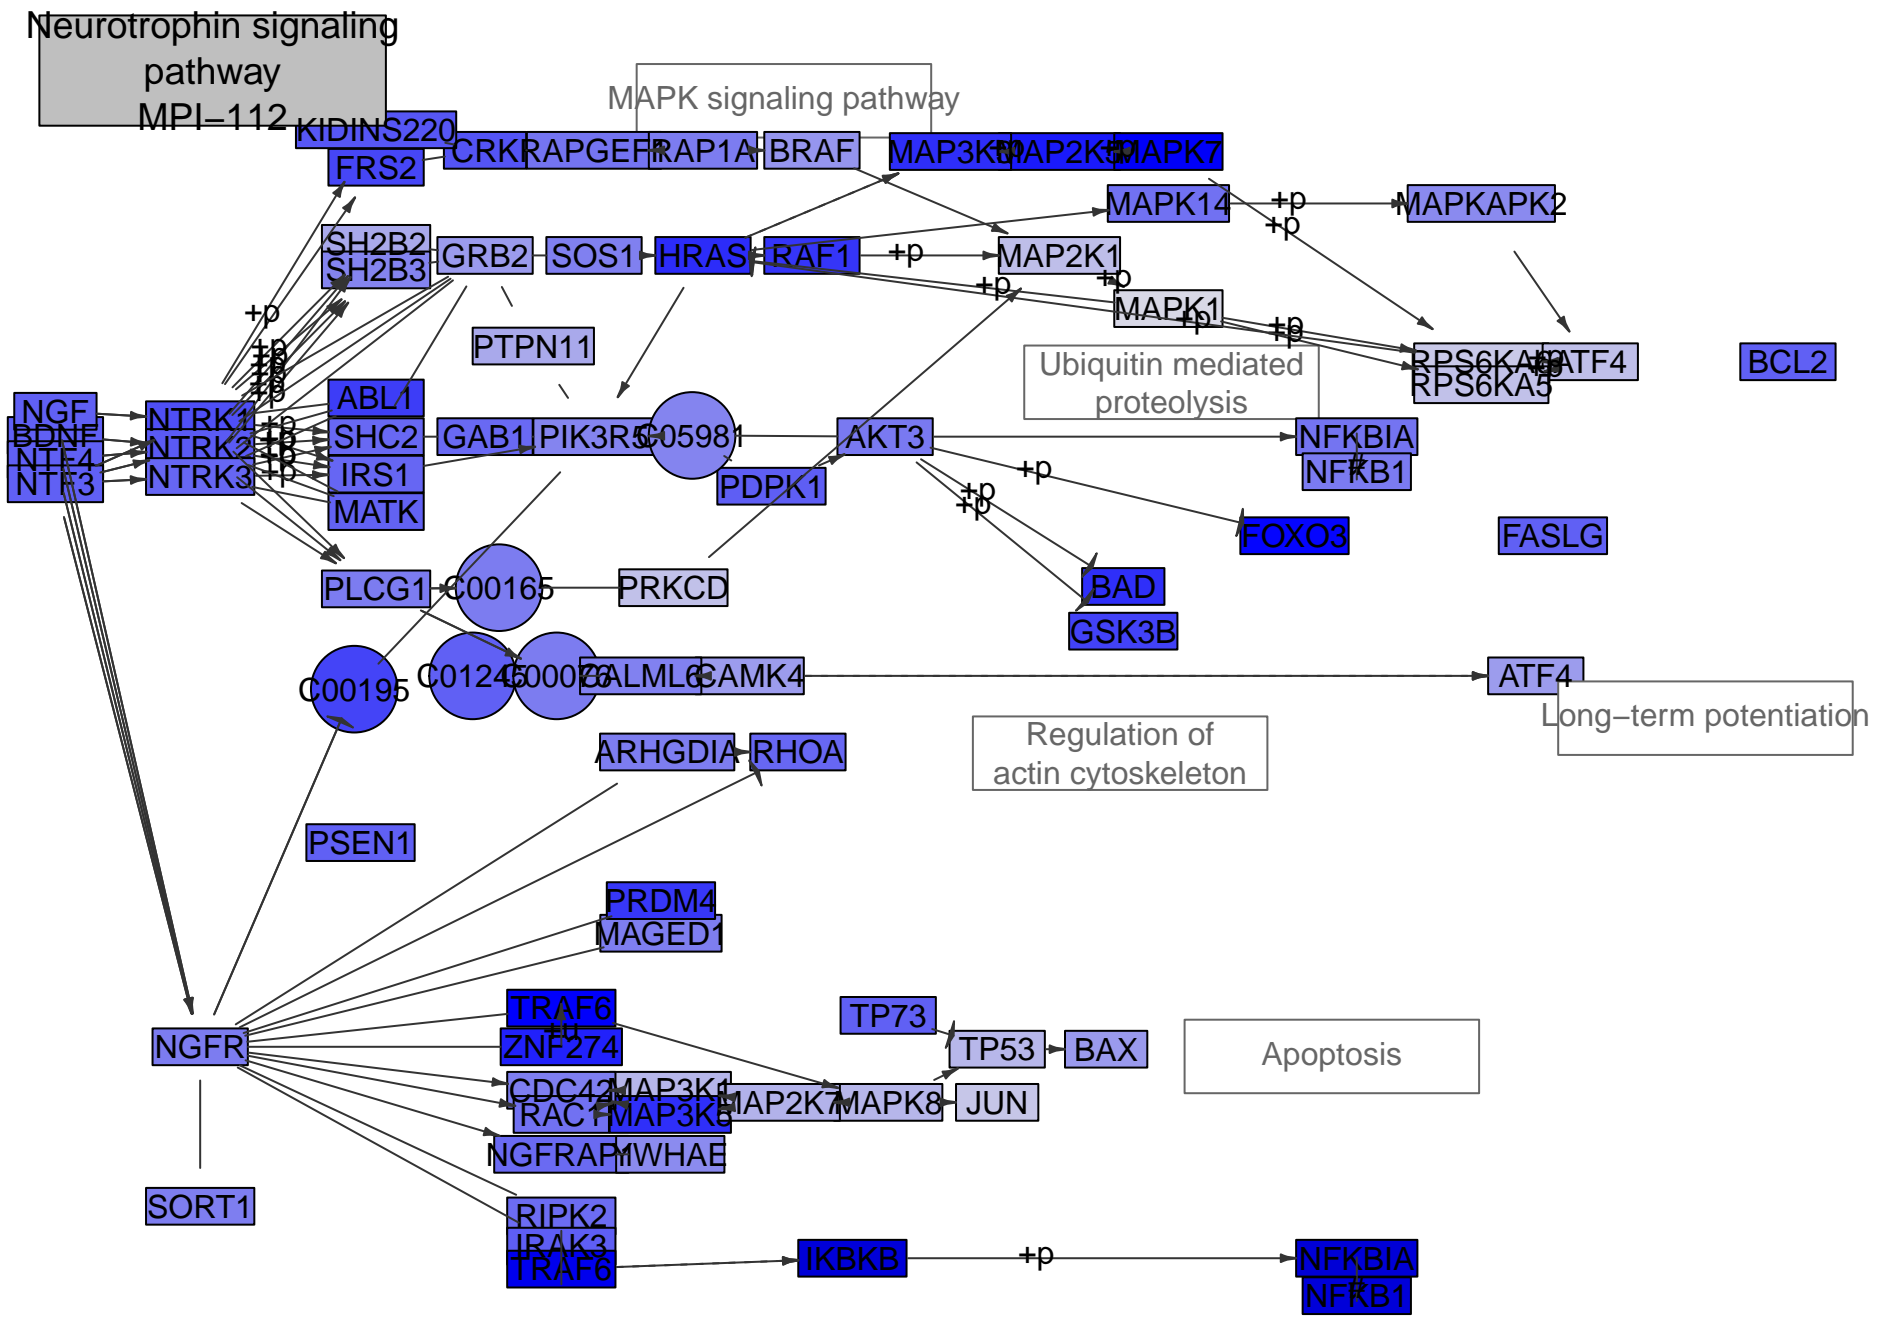 Neurotrophin signaling
pathway
MPI−112
MAPK signaling pathway
KIDINS220
FRS2
RAP1A
BRAF
MAPK7
MAPK14
+p
MAPKAPK2
+p
SH2B2
SH2B3
GRB2
SOS1
HRAS
RAF1
+p
MAP2K1
+p
+p
MAPK1
+p
+p
+p
PTPN11
Ubiquitin mediated
proteolysis
RPS6KA6
RPS6KA5
ATF4
BCL2
+p
+p
+p
+p
+p
NGF
BDNF
NTF4
NTF3
NTRK1
NTRK2
NTRK3
+p
+p
+p
+p
ABL1
SHC2
IRS1
MATK
GAB1
PIK3R5
C05981
AKT3
PDPK1
NFKBIA
NFKB1
+p
+p
+p
FOXO3
FASLG
PLCG1
C00165
PRKCD
BAD
GSK3B
C00195
C01245
C00076
CALML6
CAMK4
ATF4
Long−term potentiation
ARHGDIA
RHOA
Regulation of
actin cytoskeleton
PSEN1
PRDM4
MAGED1
TRAF6
+u
ZNF274
TP73
TP53
BAX
Apoptosis
NGFR
CDC42
RAC1
MAP3K1
MAP3K5
MAP2K7
MAPK8
JUN
NGFRAP1
YWHAE
SORT1
RIPK2
IRAK3
TRAF6
IKBKB
+p
NFKBIA
NFKB1